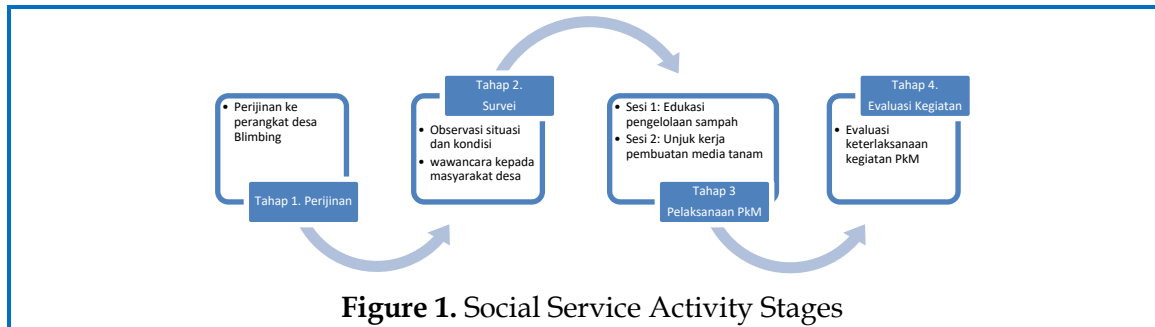 • Perijinan ke
perangkat desa
Blimbing
Tahap 1. Perijinan
Tahap 2.
Survei
• Observasi situasi
dan kondisi
• wawancara kepada
masyarakat desa
• Sesi 1: Edukasi
pengelolaan sampah
• Sesi 2: Unjuk kerja
pembuatan media tanam
Tahap 3
Pelaksanaan PkM
Tahap 4.
Evaluasi Kegiatan
• Evaluasi
keterlaksanaan
kegiatan PkM
Figure 1. Social Service Activity Stages